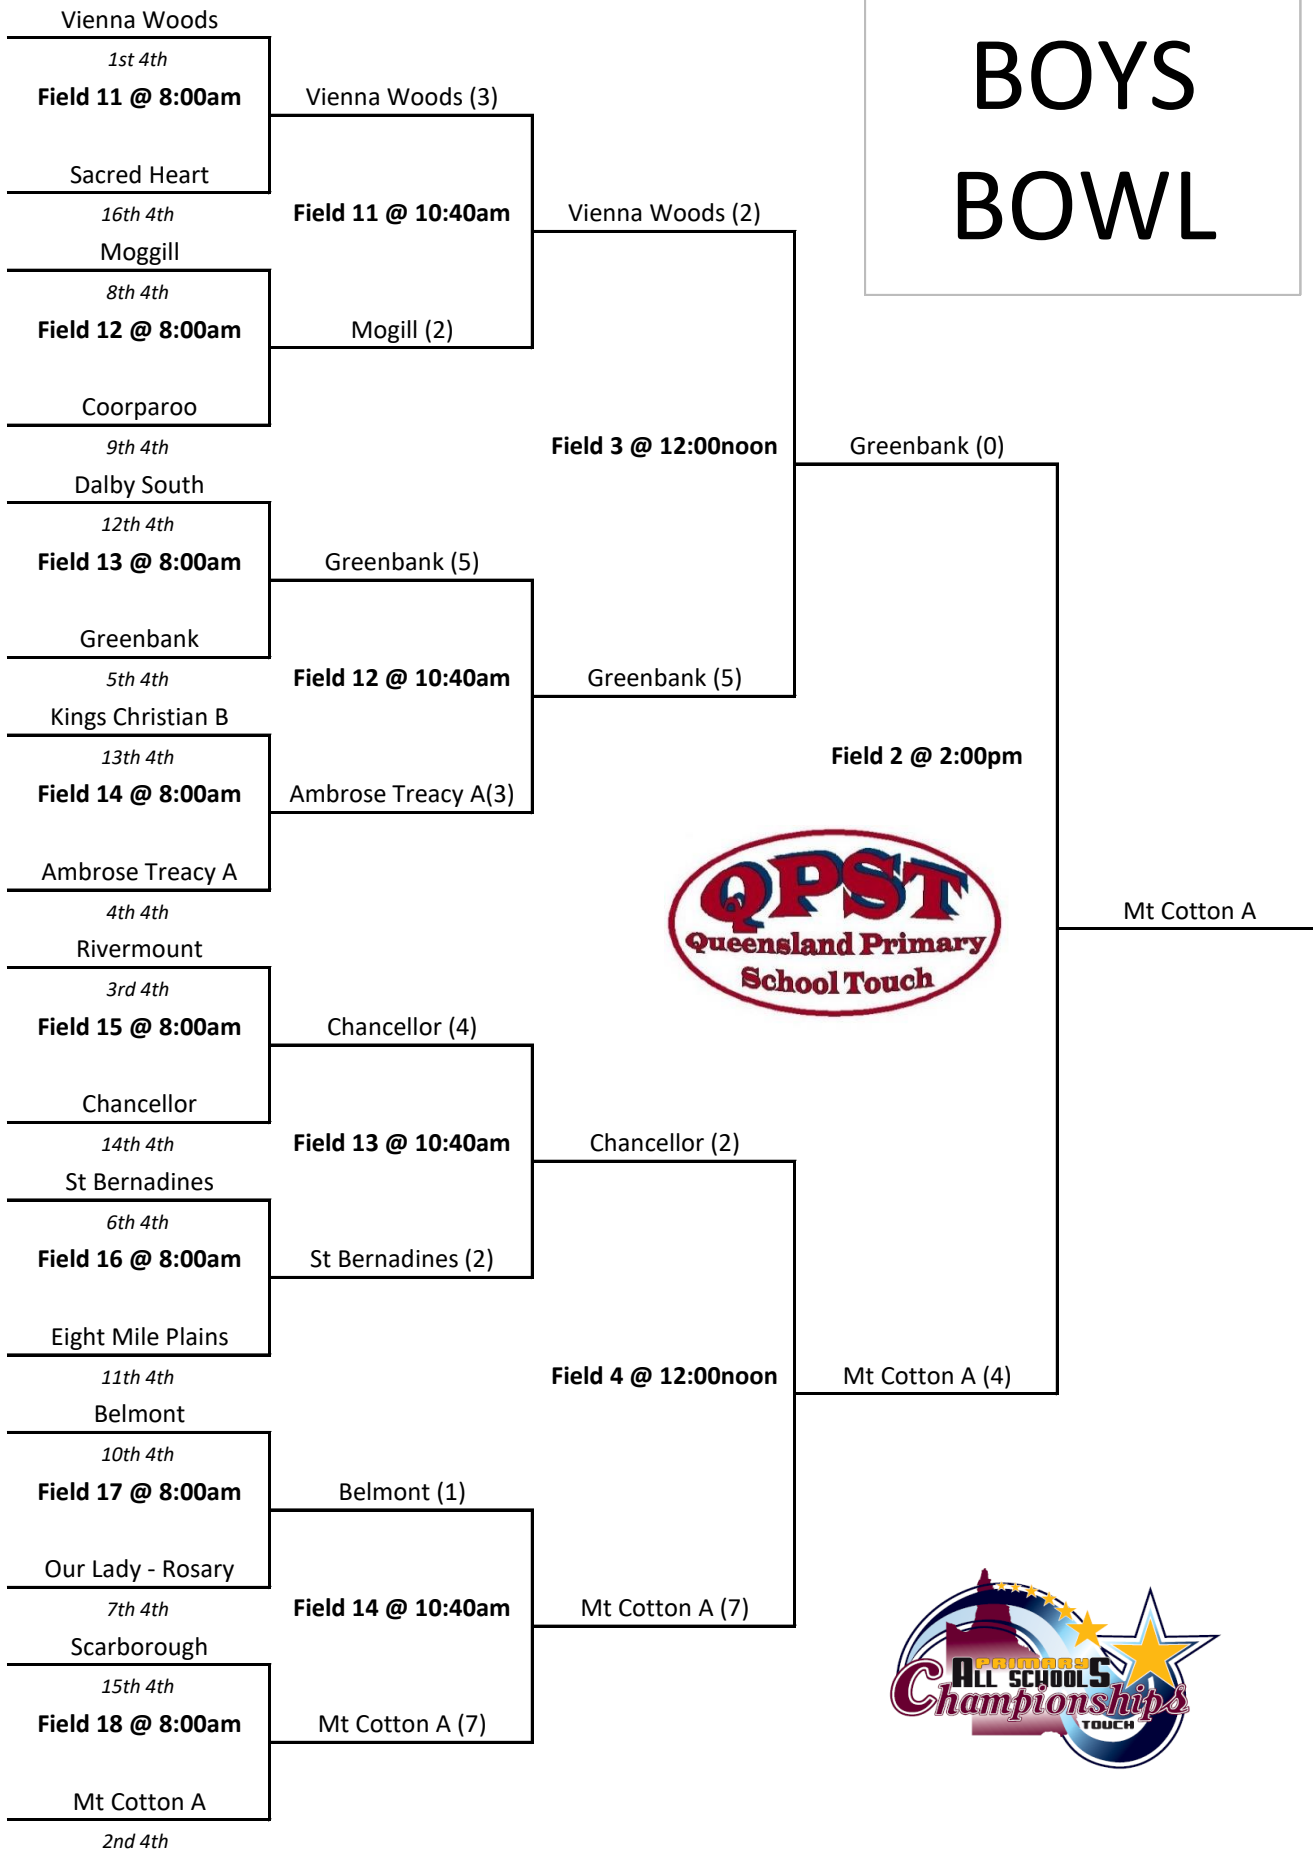 BOYS
BOWL
Vienna Woods
1st 4th
Field 11 @ 8:00am
Vienna Woods (3)
Sacred Heart
16th 4th
Field 11 @ 10:40am
Vienna Woods (2)
Moggill
8th 4th
Field 12 @ 8:00am
Mogill (2)
Coorparoo
9th 4th
Field 3 @ 12:00noon
Greenbank (0)
Dalby South
12th 4th
Field 13 @ 8:00am
Greenbank (5)
Greenbank
5th 4th
Field 12 @ 10:40am
Greenbank (5)
Kings Christian B
13th 4th
Field 2 @ 2:00pm
Field 14 @ 8:00am
Ambrose Treacy A(3)
Ambrose Treacy A
4th 4th
QPST
Queensland Primary
School Touch
Mt Cotton A
Rivermount
3rd 4th
Field 15 @ 8:00am
Chancellor (4)
Chancellor
14th 4th
Field 13 @ 10:40am
Chancellor (2)
St Bernadines
6th 4th
Field 16 @ 8:00am
St Bernadines (2)
Eight Mile Plains
11th 4th
Field 4 @ 12:00noon
Mt Cotton A (4)
Belmont
10th 4th
Field 17 @ 8:00am
Belmont (1)
Our Lady - Rosary
7th 4th
Field 14 @ 10:40am
Mt Cotton A (7)
Scarborough
15th 4th
Field 18 @ 8:00am
Mt Cotton A (7)
Mt Cotton A
2nd 4th
PRIMARY
ALL SCHOOLS
Championships
TOUCH